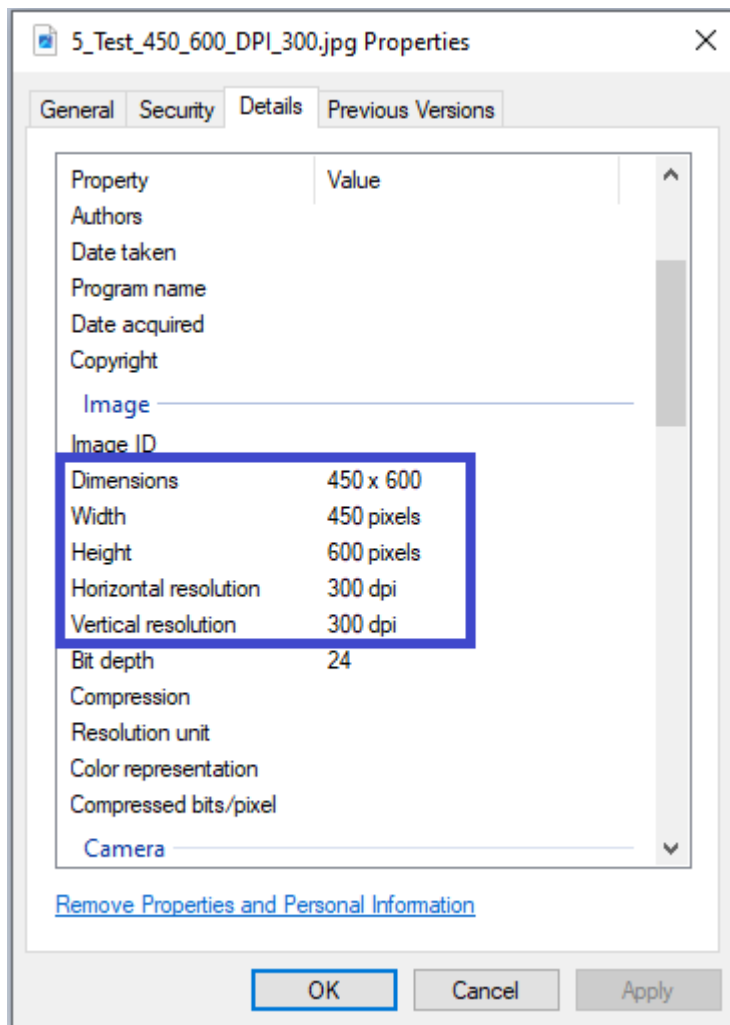 5_Test_450_600_DPI_300.jpg Properties
General Security Details Previous Versions
Property Value
Authors
Date taken
Program name
Date acquired
Copyright
Image
Image ID
Dimensions 450 x 600
Width 450 pixels
Height 600 pixels
Horizontal resolution 300 dpi
Vertical resolution 300 dpi
Bit depth 24
Compression
Resolution unit
Color representation
Compressed bits/pixel
Camera
Remove Properties and Personal Information
OK Cancel Apply